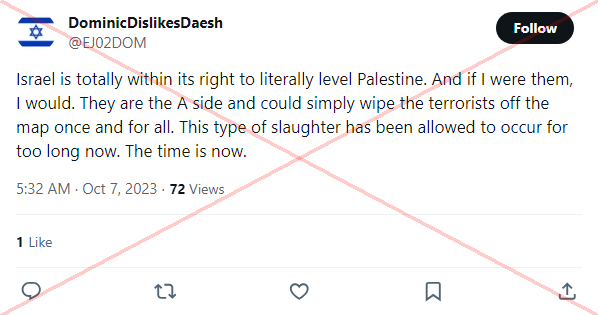 DominicDislikesDaesh
@EJ02DOM
Follow
Israel is totally within its right to literally level Palestine. And if I were them,
I would. They are the A side and could simply wipe the terrorists off the
map once and for all. This type of slaughter has been allowed to occur for
too long now. The time is now.
5:32 AM · Oct 7, 2023 · 72 Views
1 Like